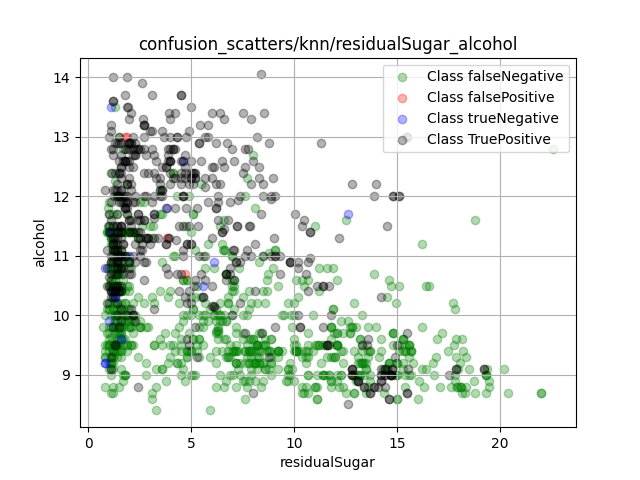 confusion_scatters/knn/residualSugar_alcohol
Class falseNegative
Class falsePositive
Class trueNegative
Class TruePositive
alcohol
14
13
12
11
10
9
0 5 10 15 20
residualSugar